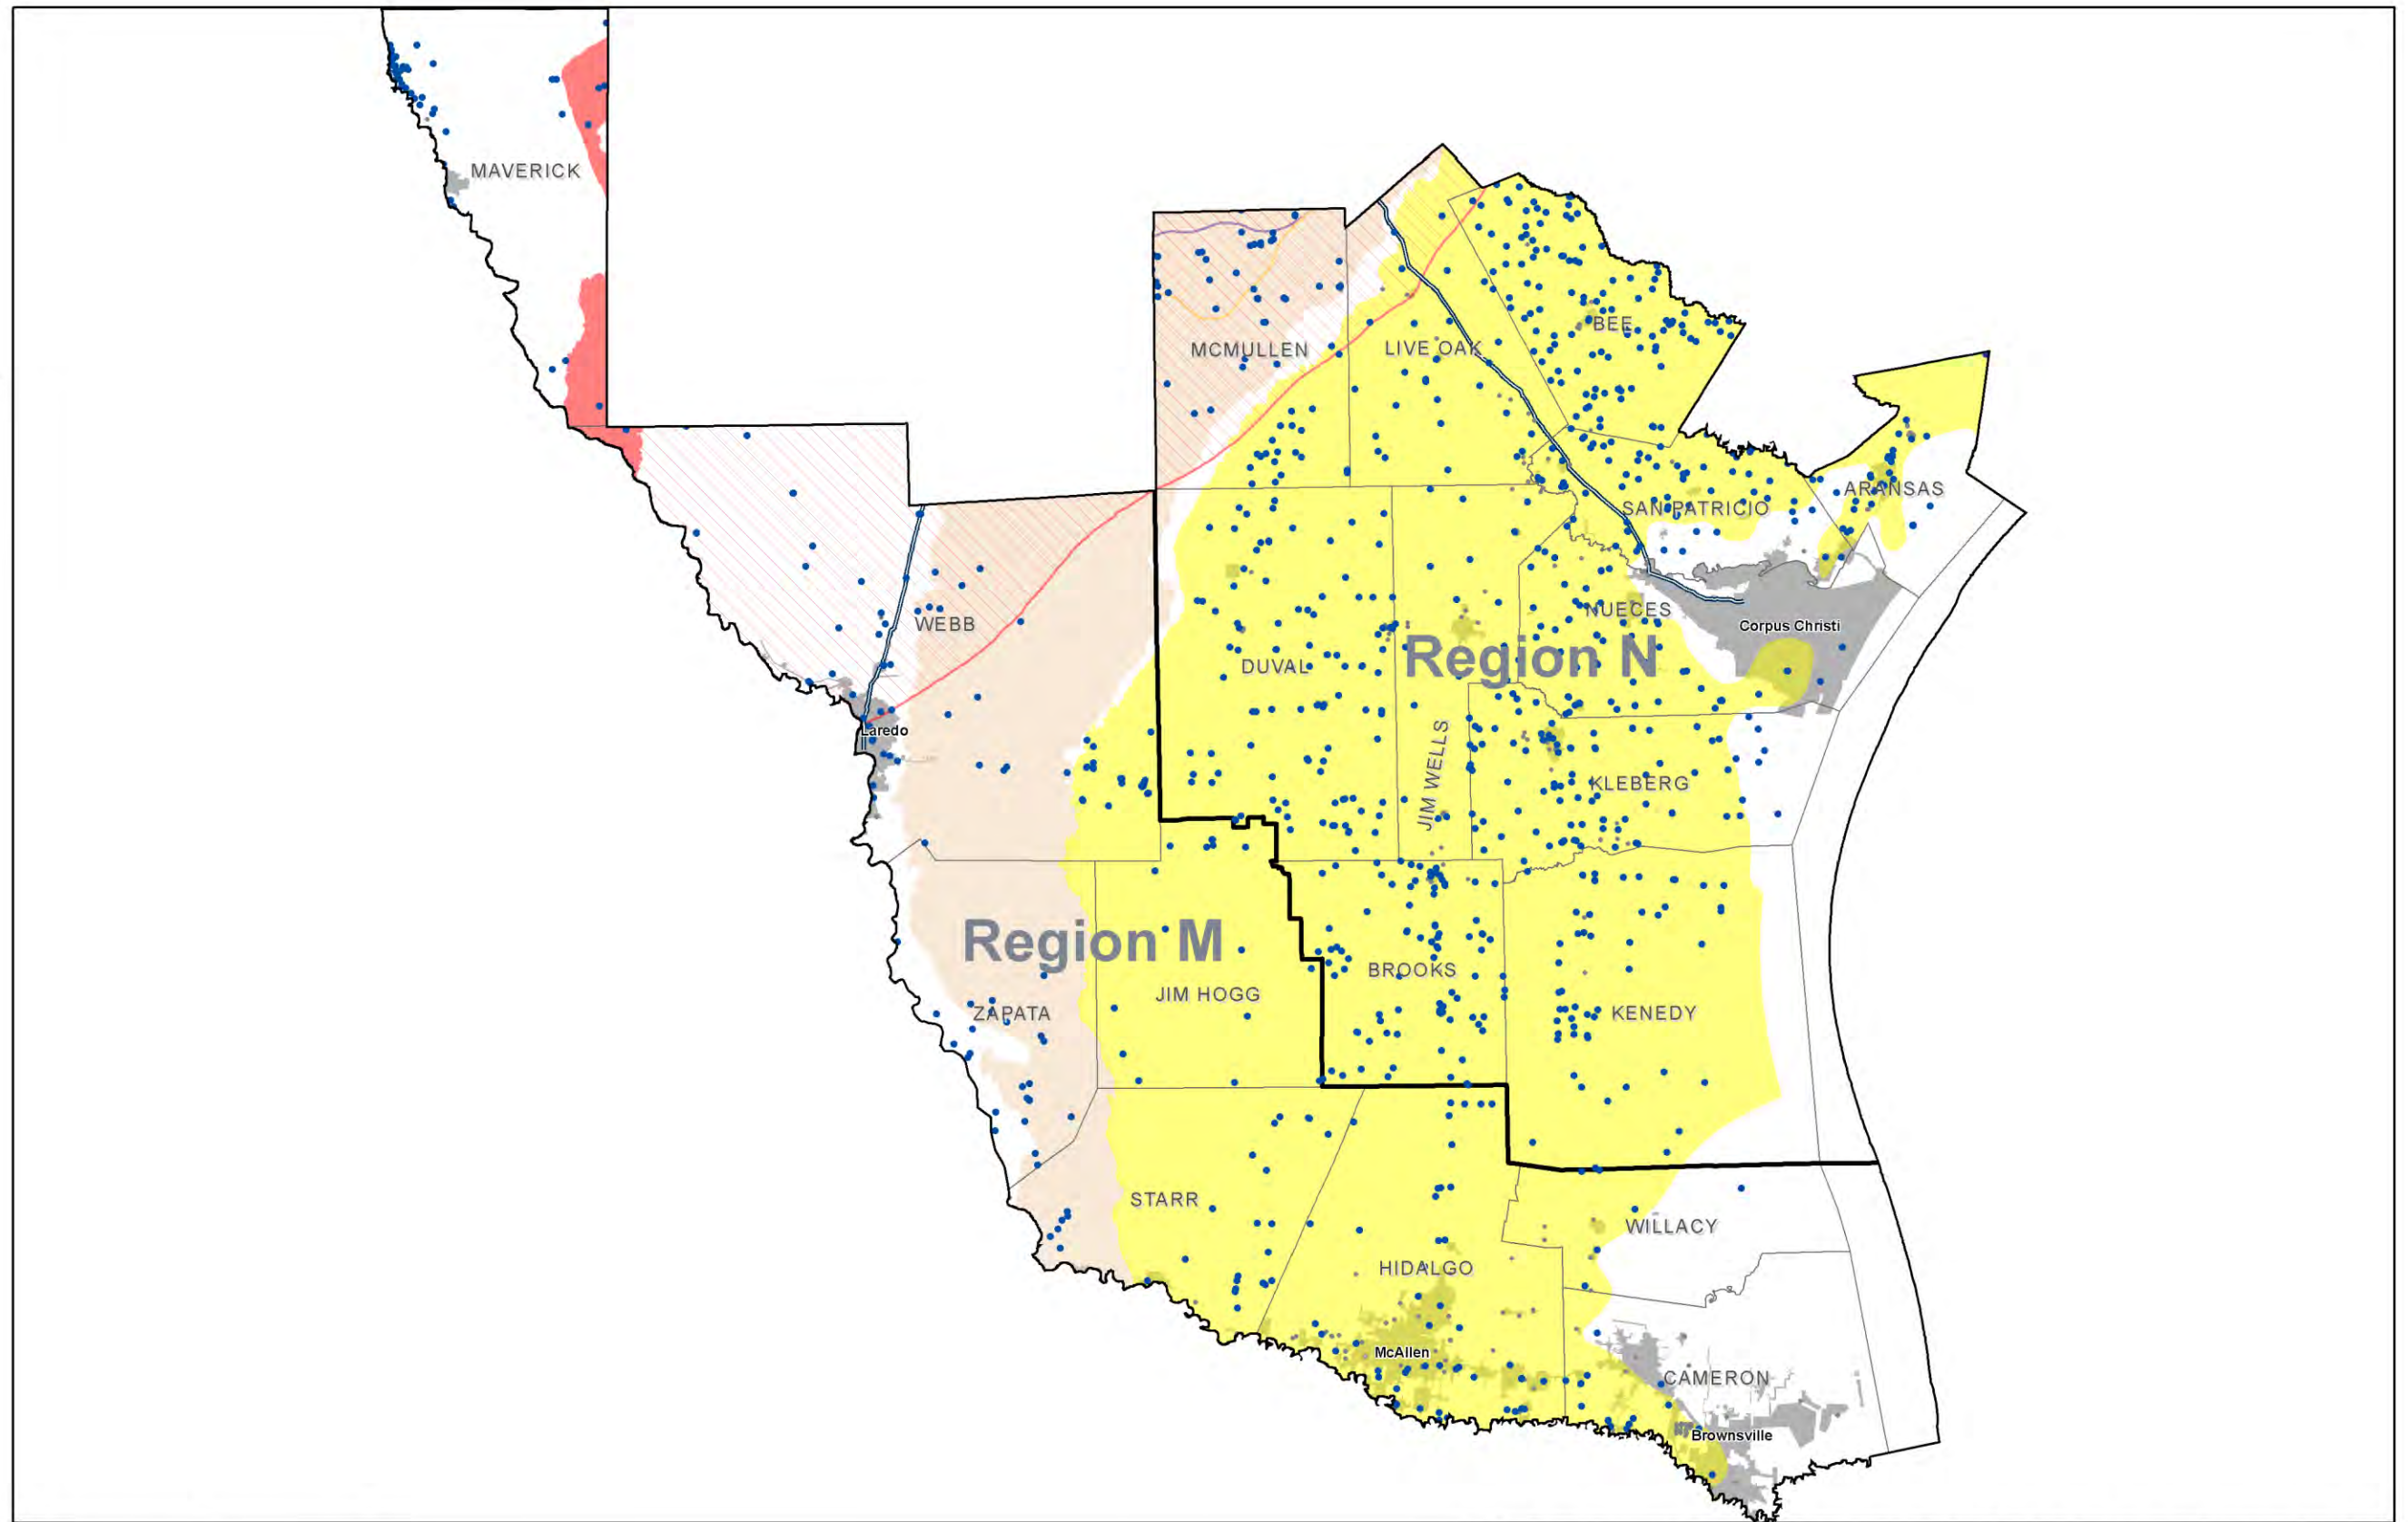 MAVERICK
BEE
MCMULLEN
LIVE OAK
ARANSAS
SAN PATRICIO
NUECES
WEBB
Corpus Christi
Region N
DUVAL
Laredo
JIM WELLS
KLEBERG
Region M
BROOKS
JIM HOGG
ZAPATA
KENEDY
STARR
WILLACY
HIDALGO
McAllen
CAMERON
Brownsville